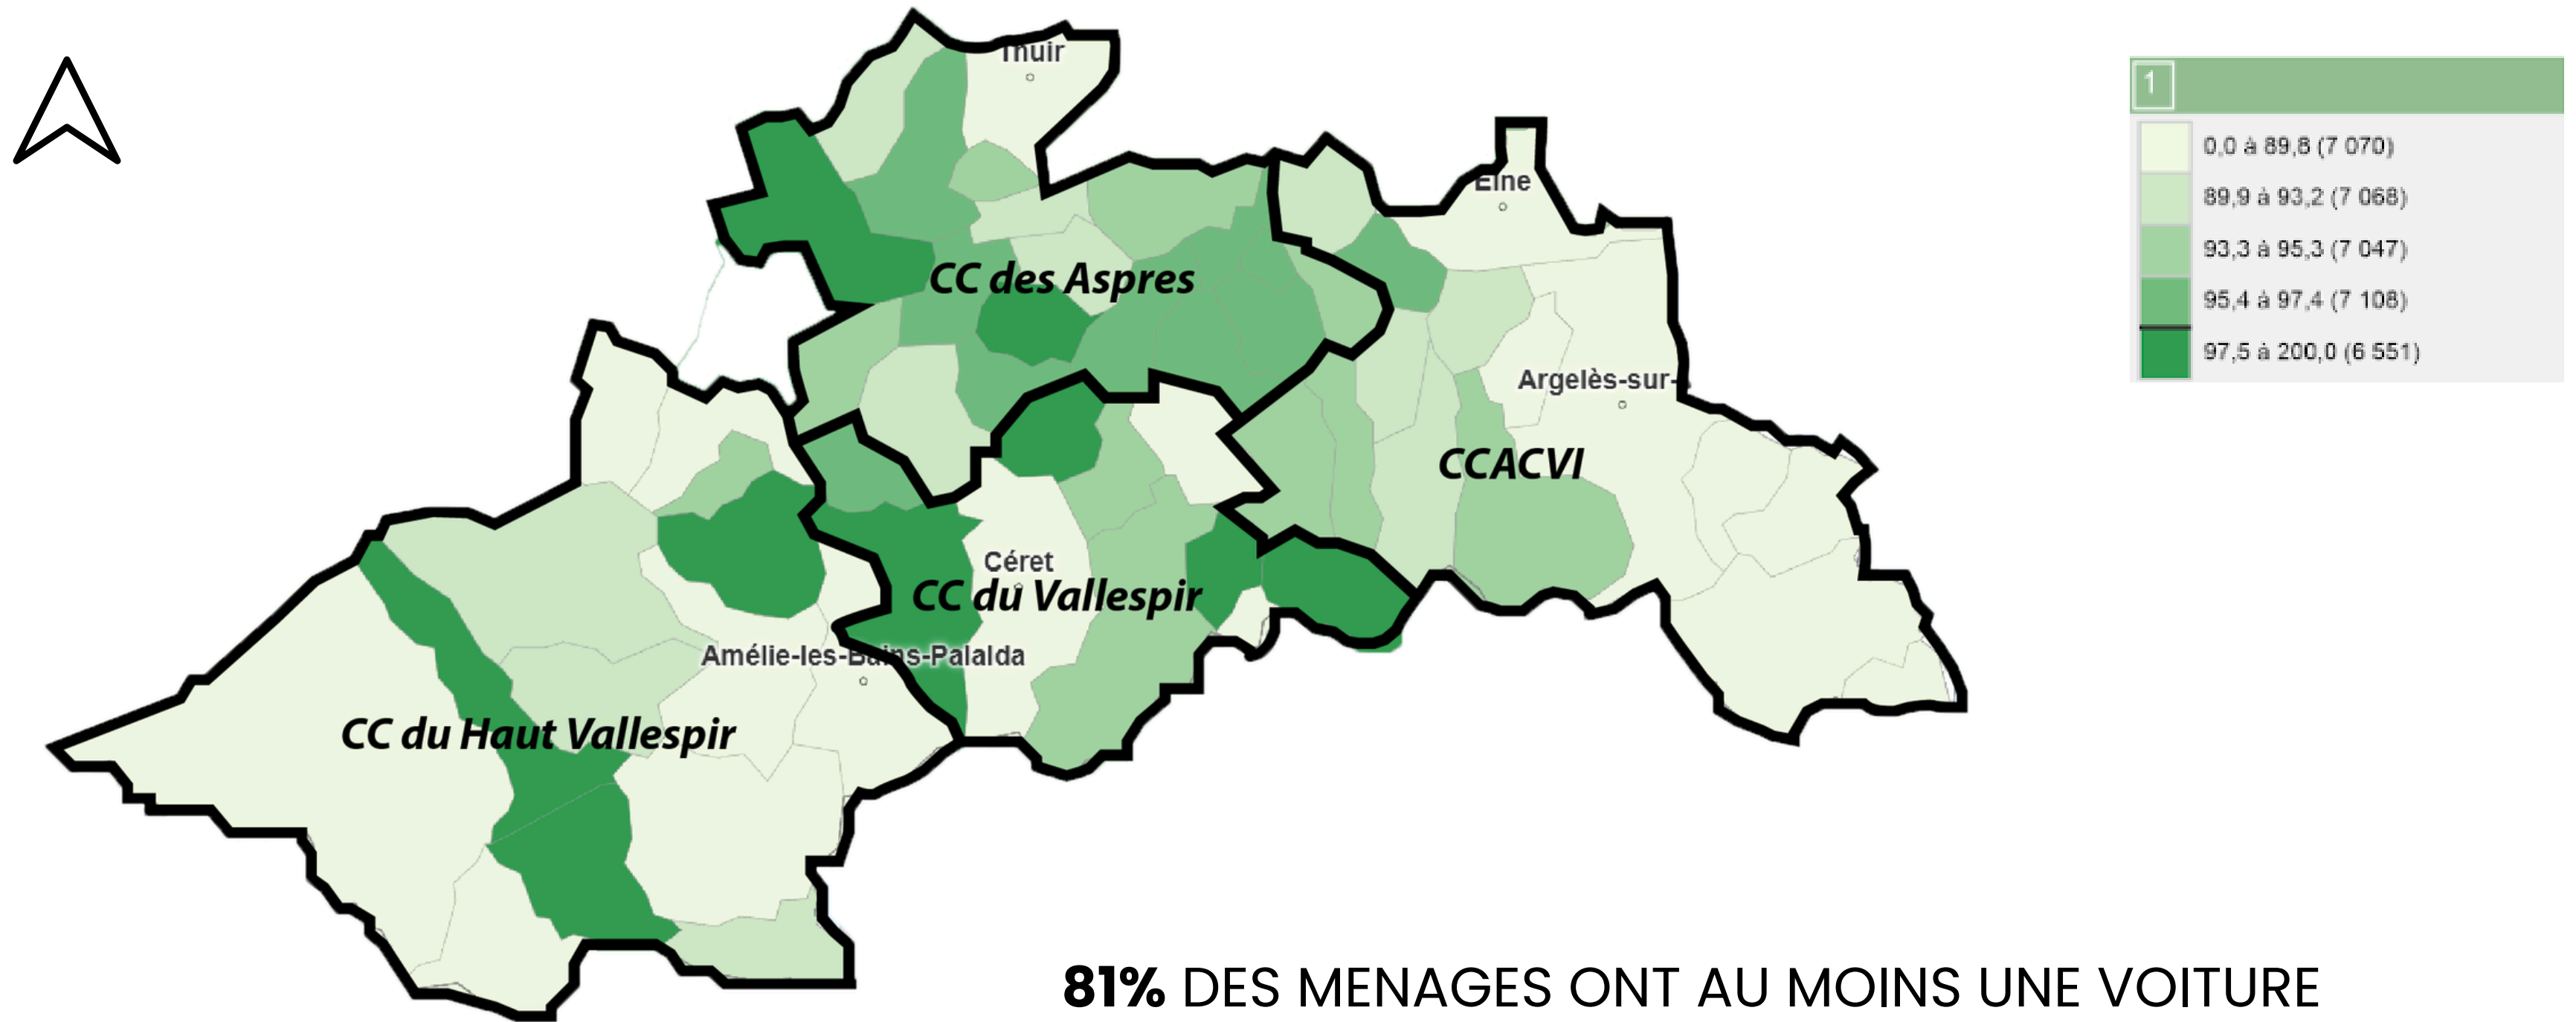 Thuir
Elne
CC des Aspres
Argelès-sur-
CCACVI
Céret
CC du Vallespir
Amélie-les-Bains-Palalda
CC du Haut Vallespir
81% DES MENAGES ONT AU MOINS UNE VOITURE
1
0,0 à 89,8 (7 070)
89,9 à 93,2 (7 068)
93,3 à 95,3 (7 047)
95,4 à 97,4 (7 108)
97,5 à 200,0 (6 551)